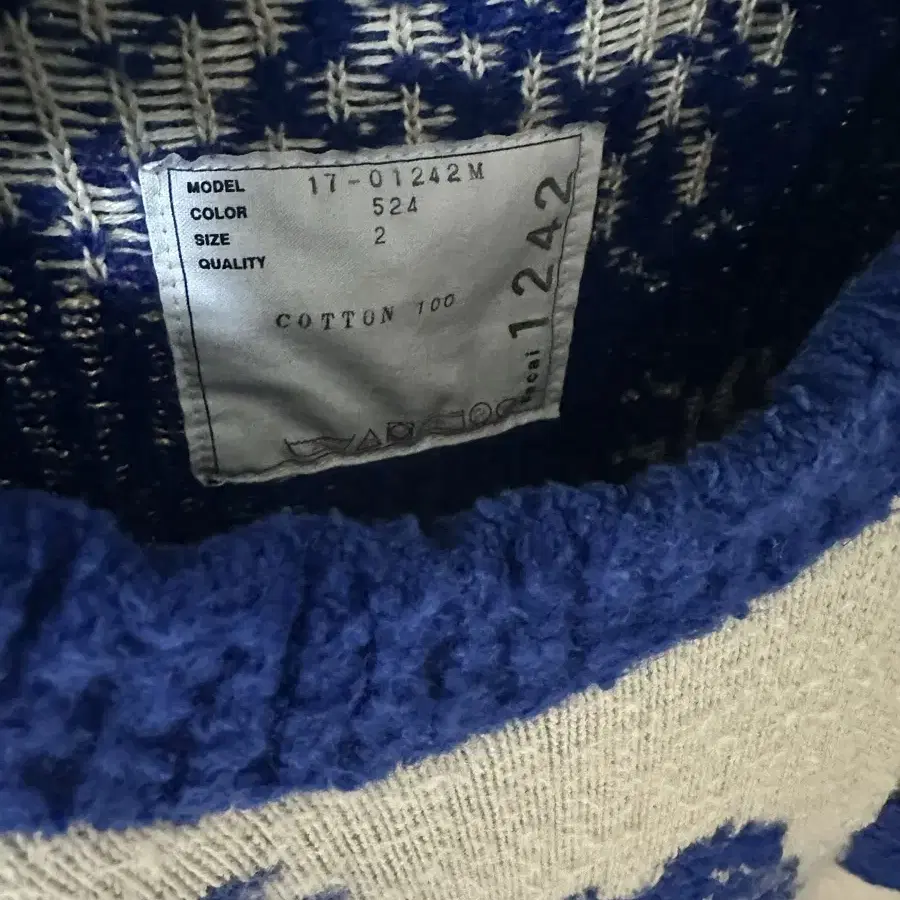 MODEL 17-01242M
COLOR 524
SIZE 2
QUALITY
COTTON 100
1242